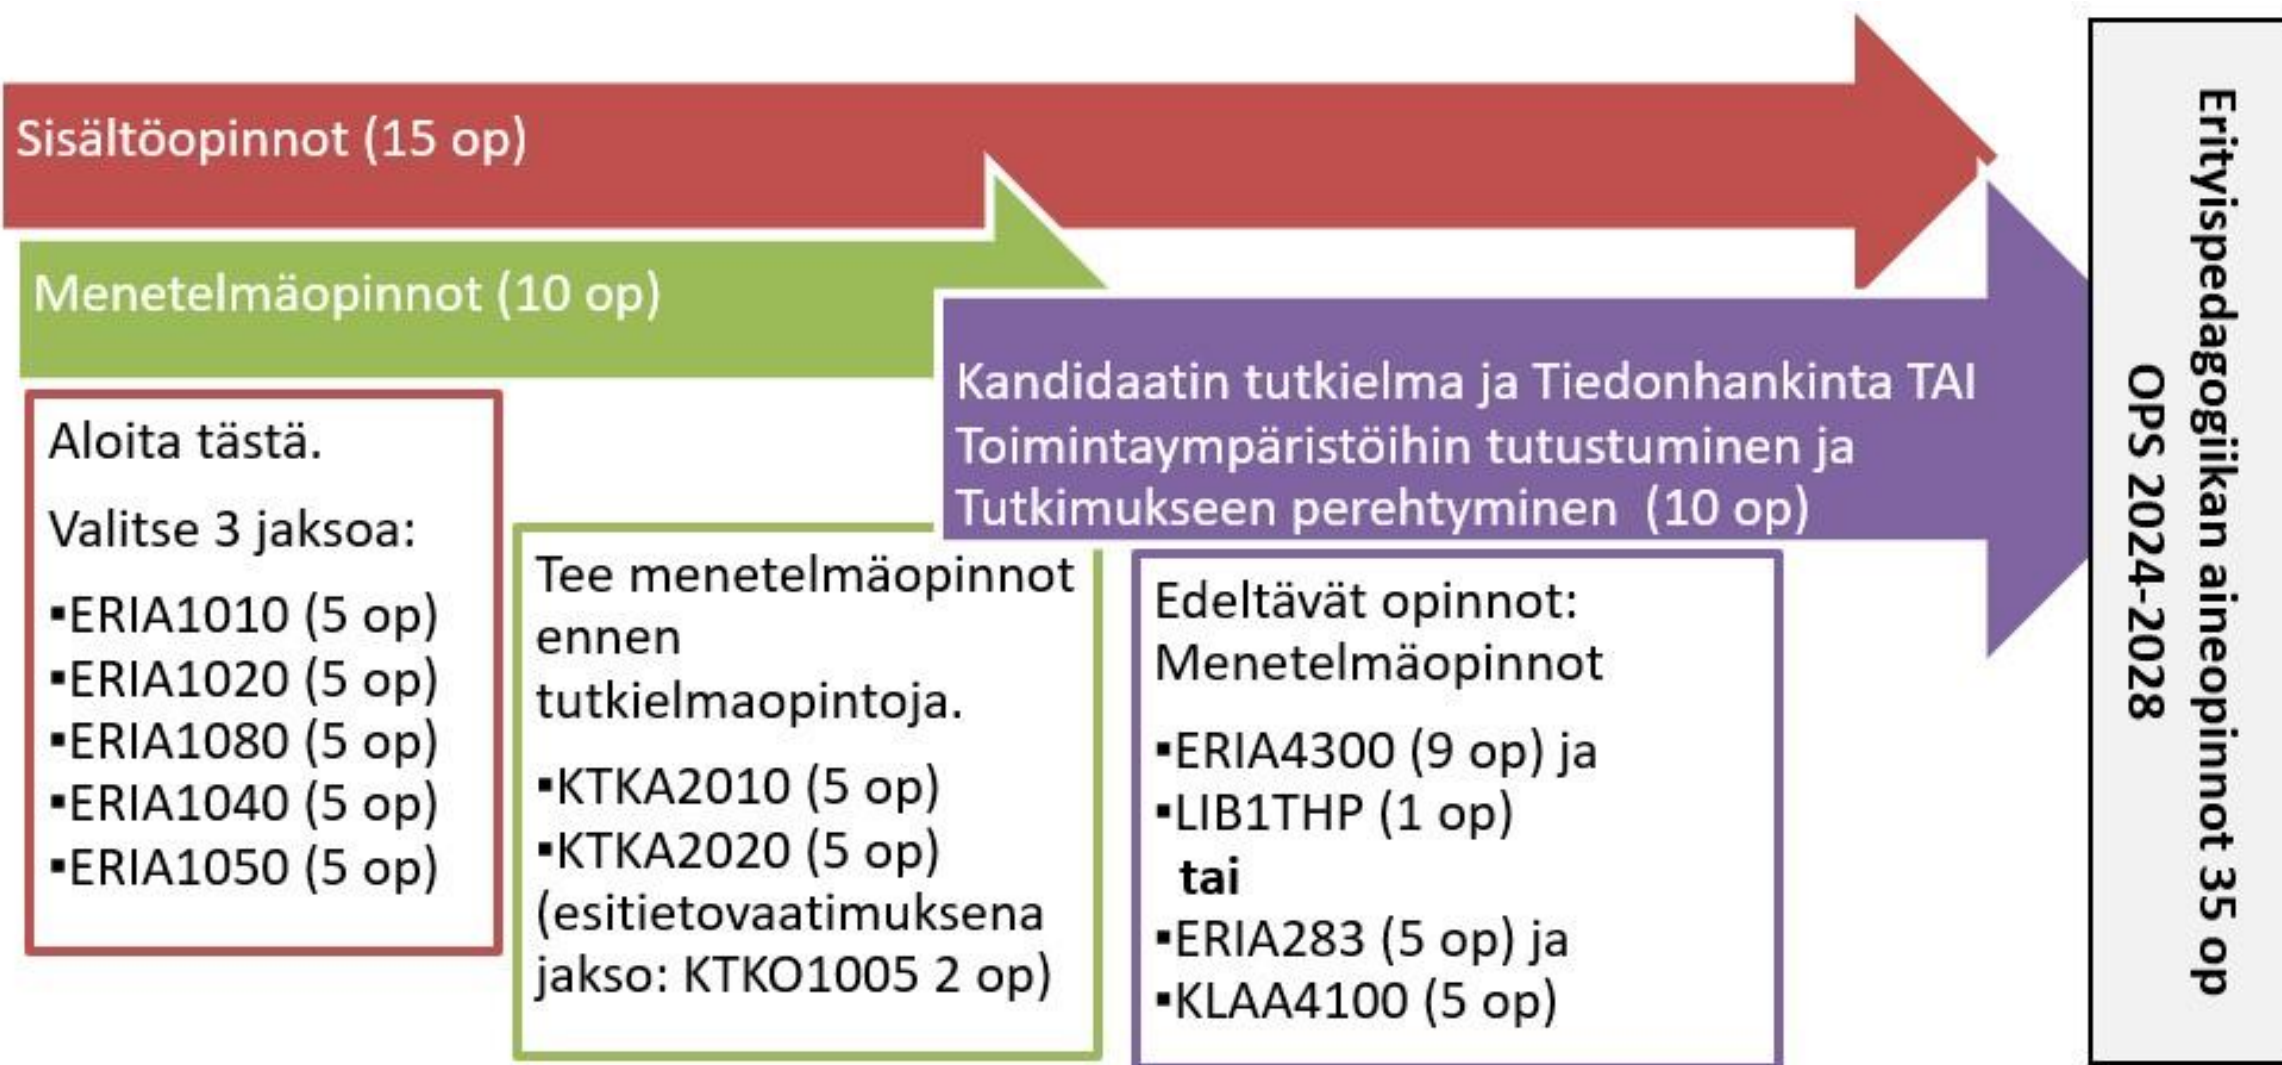 Sisältöopinnot (15 op)
Menetelmäopinnot (10 op)
Kandidaatin tutkielma ja Tiedonhankinta TAI
Toimintaympäristöihin tutustuminen ja
Tutkimukseen perehtyminen (10 op)
Aloita tästä.
Valitse 3 jaksoa:
▪ERIA1010 (5 op)
▪ERIA1020 (5 op)
▪ERIA1080 (5 op)
▪ERIA1040 (5 op)
▪ERIA1050 (5 op)
Tee menetelmäopinnot
ennen
tutkielmaopintoja.
▪KTKA2010 (5 op)
▪KTKA2020 (5 op)
(esitietovaatimuksena
jakso: KTKO1005 2 op)
Edeltävät opinnot:
Menetelmäopinnot
▪ERIA4300 (9 op) ja
▪LIB1THP (1 op)
tai
▪ERIA283 (5 op) ja
▪KLAA4100 (5 op)
Erityispedagogiikan aineopinnot 35 op
OPS 2024-2028